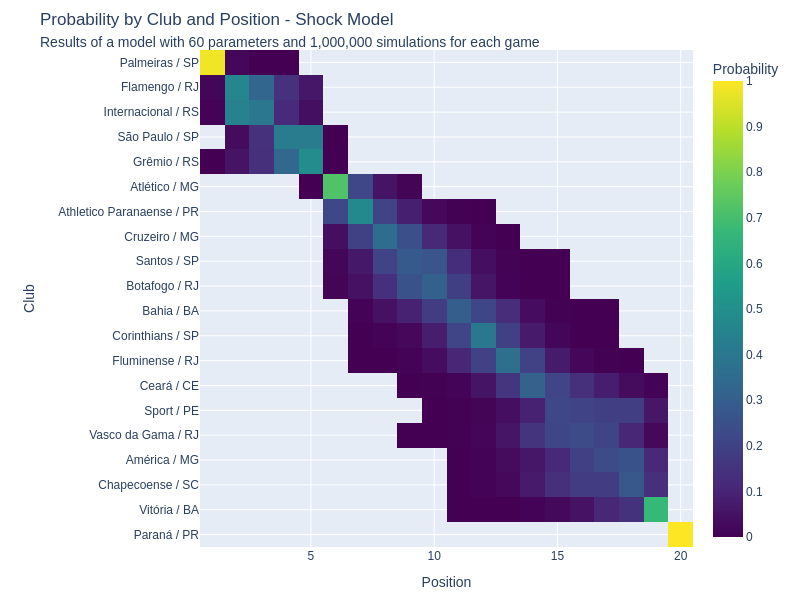 Probability by Club and Position - Shock Model
Results of a model with 60 parameters and 1,000,000 simulations for each game
Probability
Club
Palmeiras / SP
Flamengo / RJ
Internacional / RS
São Paulo / SP
Grêmio / RS
Atlético / MG
Athletico Paranaense / PR
Cruzeiro / MG
Santos / SP
Botafogo / RJ
Bahia / BA
Corinthians / SP
Fluminense / RJ
Ceará / CE
Sport / PE
Vasco da Gama / RJ
América / MG
Chapecoense / SC
Vitória / BA
Paraná / PR
5 10 15 20
Position
1
0.9
0.8
0.7
0.6
0.5
0.4
0.3
0.2
0.1
0